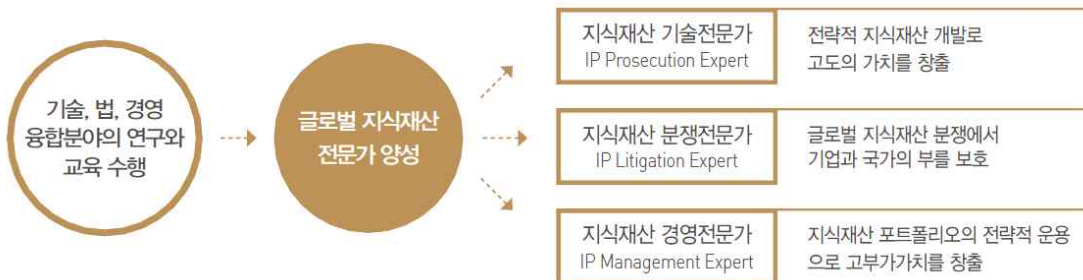 기술, 법, 경영
융합분야의 연구와
교육 수행
글로벌 지식재산
전문가 양성
지식재산 기술전문가
IP Prosecution Expert
전략적 지식재산 개발로
고도의 가치를 창출
지식재산 분쟁전문가
IP Litigation Expert
글로벌 지식재산 분쟁에서
기업과 국가의 부를 보호
지식재산 경영전문가
IP Management Expert
지식재산 포트폴리오의 전략적 운용
으로 고부가가치를 창출